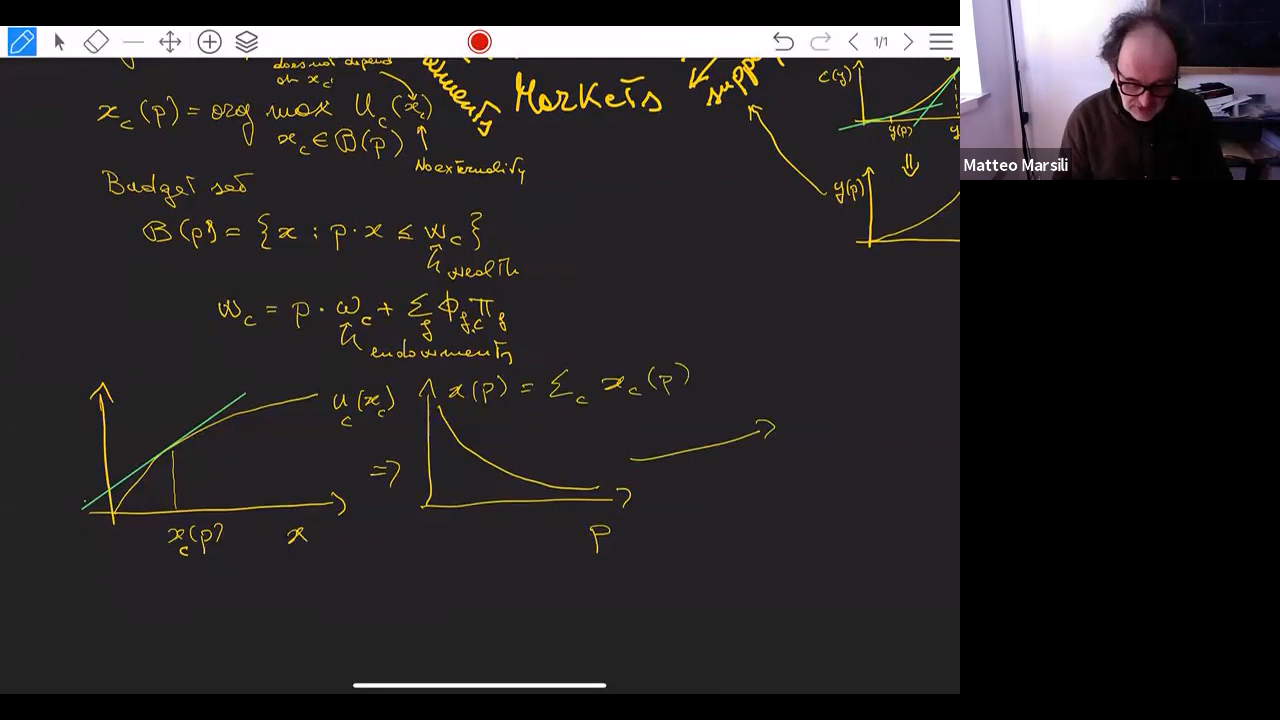 1/1
does not depend
on x_c'
x_c(p) = arg max U_c(x_c)
x_c ∈ B(p)
No externality
Markets
c(y)
y(p)
y(p)
Matteo Marsili
Budget set
B(p) = {x : p·x ≤ w_c}
wealth
w_c = p · ω_c + Σ_f Φ_{f,c} π_f
endowments
U_c(x_c)
x(p) = Σ_c x_c(p)
=>
x_c(p)
x
p